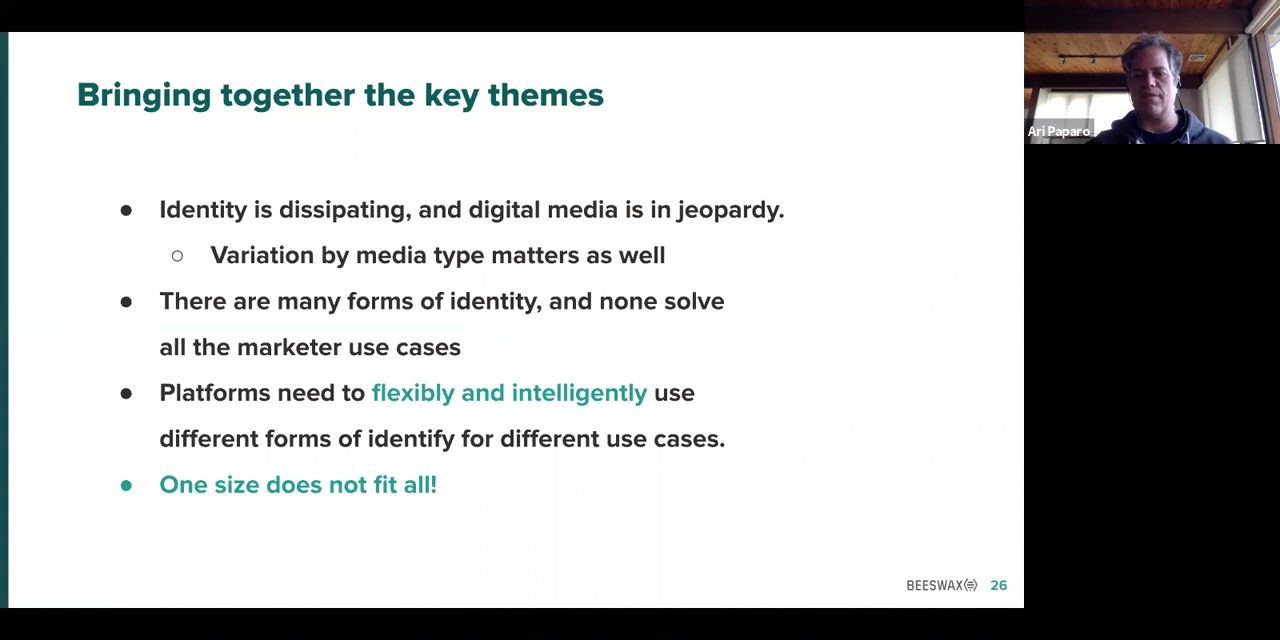 Bringing together the key themes
● Identity is dissipating, and digital media is in jeopardy.
○ Variation by media type matters as well
● There are many forms of identity, and none solve
all the marketer use cases
● Platforms need to flexibly and intelligently use
different forms of identify for different use cases.
● One size does not fit all!
BEESWAX 26
Ari Paparo